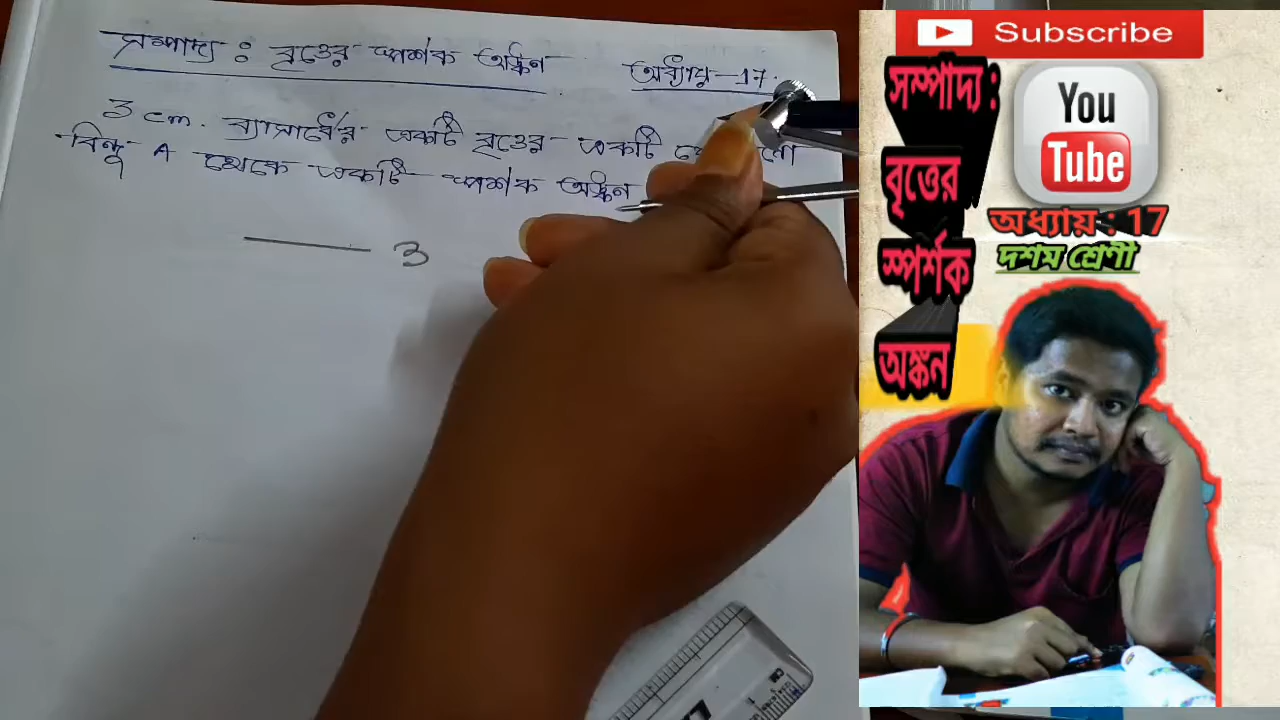 সম্পাদ্য : বৃত্তের স্পর্শক অঙ্কন
অধ্যায় - 17.
3 cm. ব্যাসার্ধের একটি বৃত্তের একটি
বিন্দু A থেকে একটি স্পর্শক অঙ্কন
3
Subscribe
সম্পাদ্য :
বৃত্তের
স্পর্শক
অঙ্কন
You
Tube
অধ্যায় : 17
দশম শ্রেণী